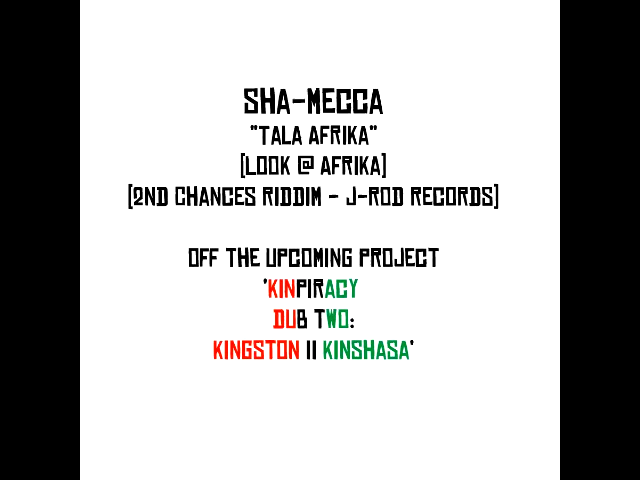 SHA-MECCA
"TALA AFRIKA"
[LOOK @ AFRIKA]
[2ND CHANCES RIDDIM - J-ROD RECORDS]
OFF THE UPCOMING PROJECT
'KINPIRACY
DUB TWO:
KINGSTON II KINSHASA'